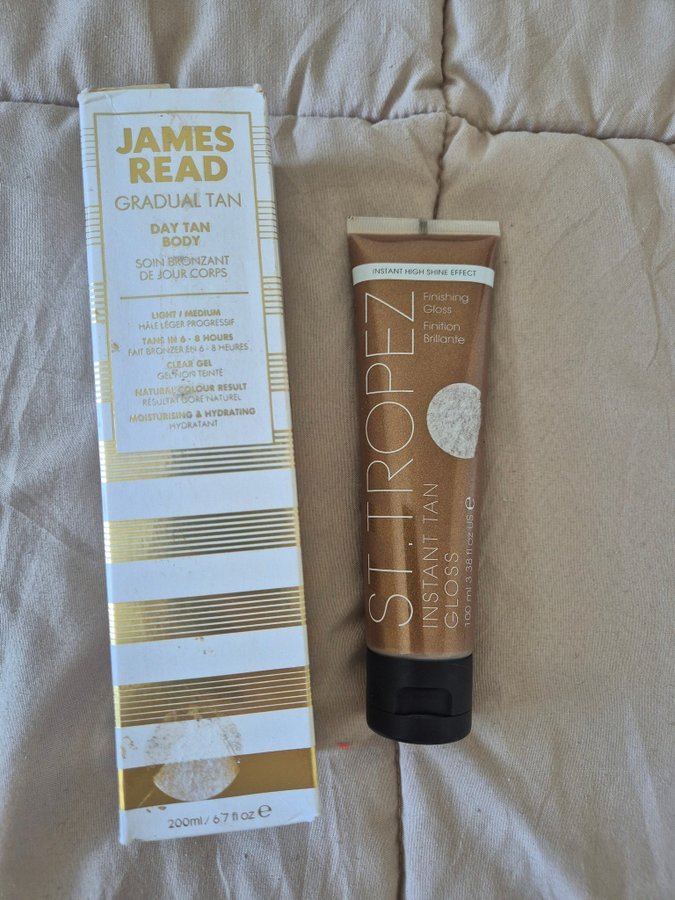 JAMES
READ
GRADUAL TAN
DAY TAN
BODY
SOIN BRONZANT
DE JOUR CORPS
LIGHT / MEDIUM
HÂLE LÉGER PROGRESSIF
TANS IN 6 - 8 HOURS
FAIT BRONZER EN 6 - 8 HEURES
CLEAR GEL
GEL NON TEINTÉ
NATURAL COLOUR RESULT
RÉSULTAT DORÉ NATUREL
MOISTURISING & HYDRATING
HYDRATANT
200ml / 6.7 fl oz ℮
INSTANT HIGH SHINE EFFECT
Finishing
Gloss
Finition
Brillante
ST. TROPEZ
INSTANT TAN
GLOSS
100 ml 3.38 fl oz US ℮